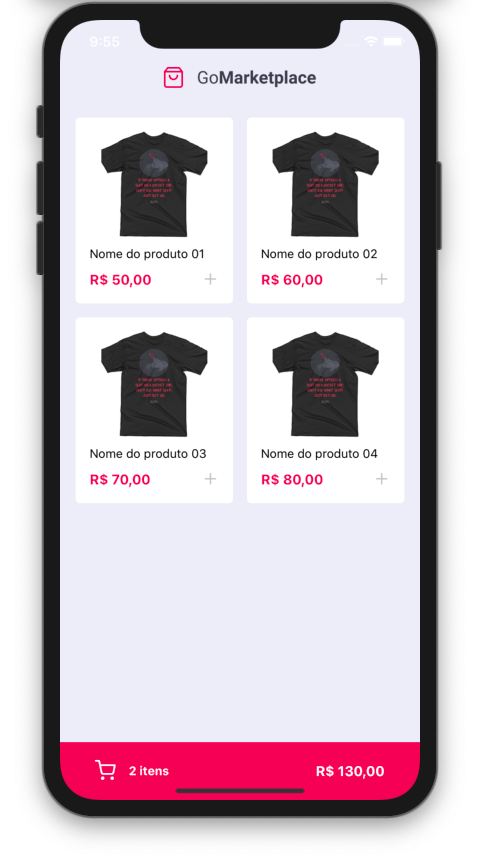 9:55
GoMarketplace
Nome do produto 01
R$ 50,00
Nome do produto 02
R$ 60,00
Nome do produto 03
R$ 70,00
Nome do produto 04
R$ 80,00
2 itens
R$ 130,00